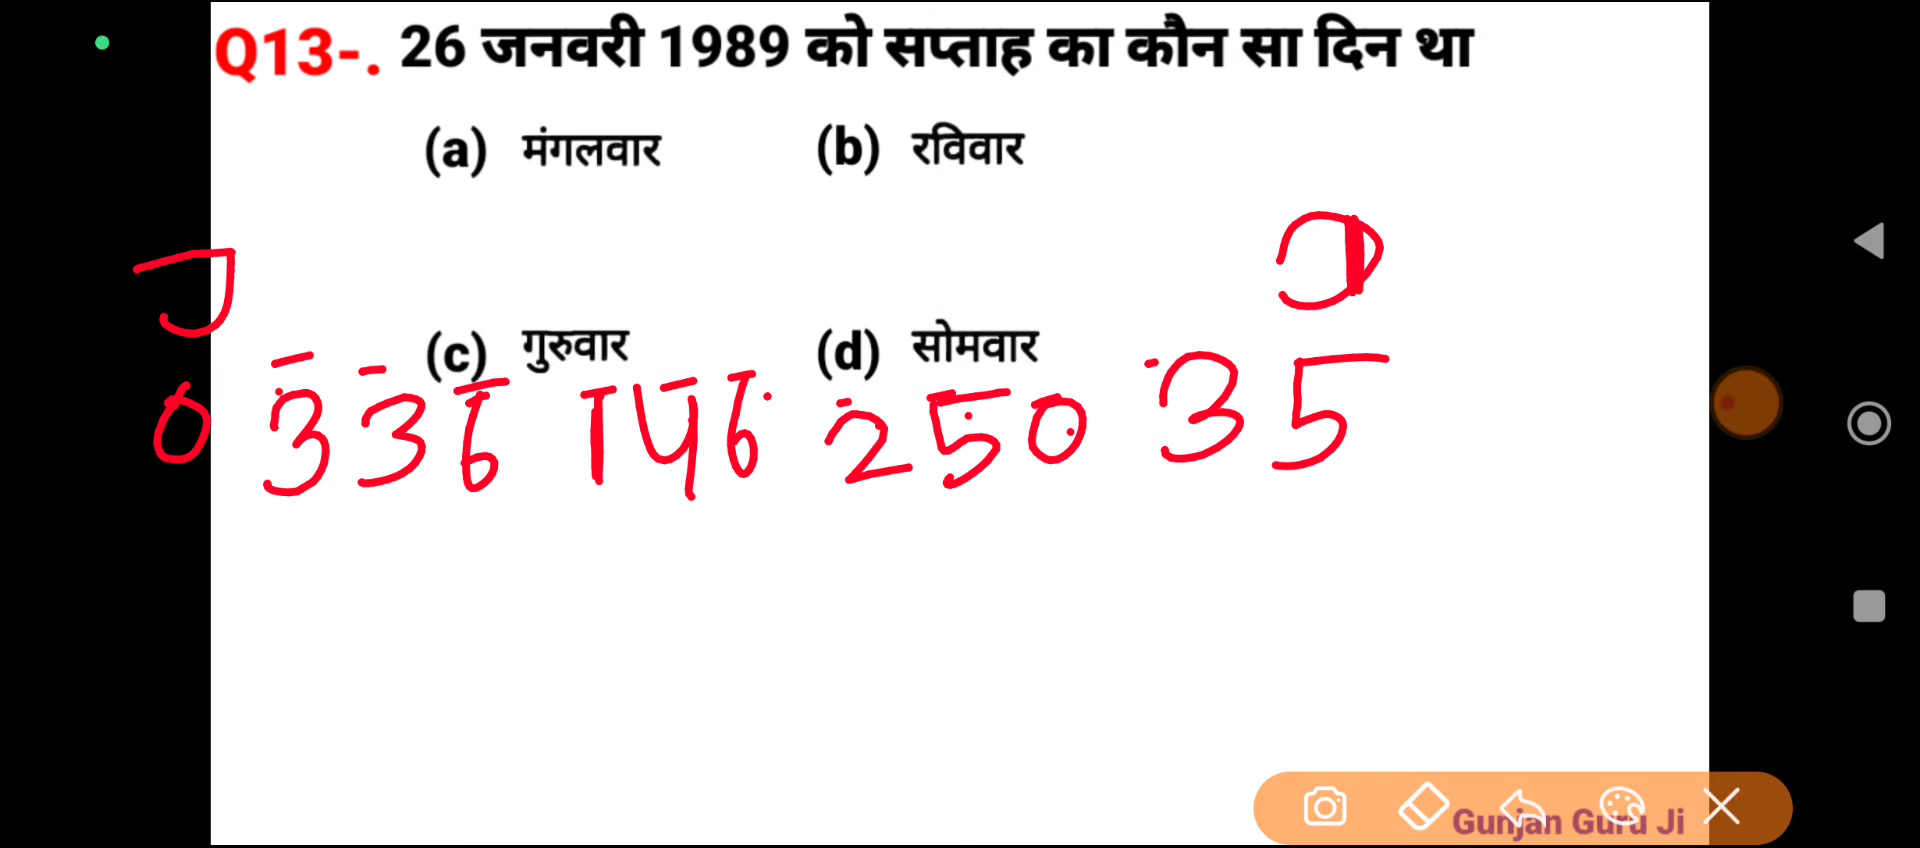 Q13-. 26 जनवरी 1989 को सप्ताह का कौन सा दिन था
(a) मंगलवार (b) रविवार
J D
(c) गुरुवार (d) सोमवार
0 3 3 6 1 4 6 2 5 0 3 5
Gunjan Guru Ji